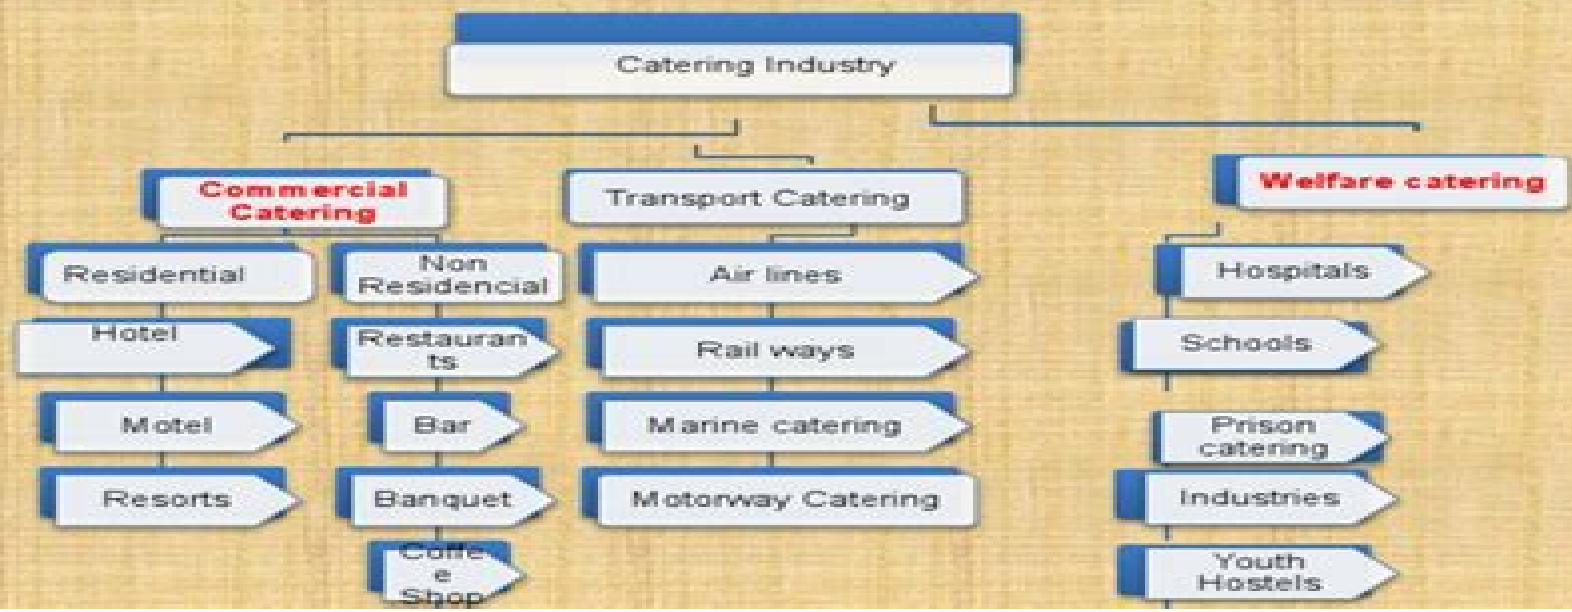 Catering Industry
Commercial
Catering
Transport Catering
Welfare catering
Residential
Non
Residencial
Air lines
Hospitals
Hotel
Restauran
ts
Rail ways
Schools
Motel
Bar
Marine catering
Prison
catering
Resorts
Banquet
Motorway Catering
Industries
Coffe
e
Shop
Youth
Hostels